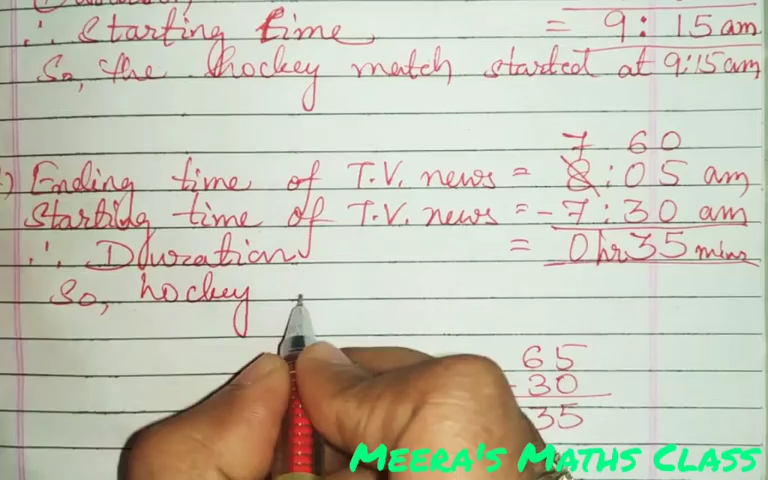 ∴ Starting time = 9:15 am
So, the hockey match started at 9:15 am
7 60
Ending time of T.V. news = 8:05 am
Starting time of T.V. news = - 7:30 am
∴ Duration = 0hr 35 mins
So, hockey
65
- 30
35
MEERA'S MATHS CLASS